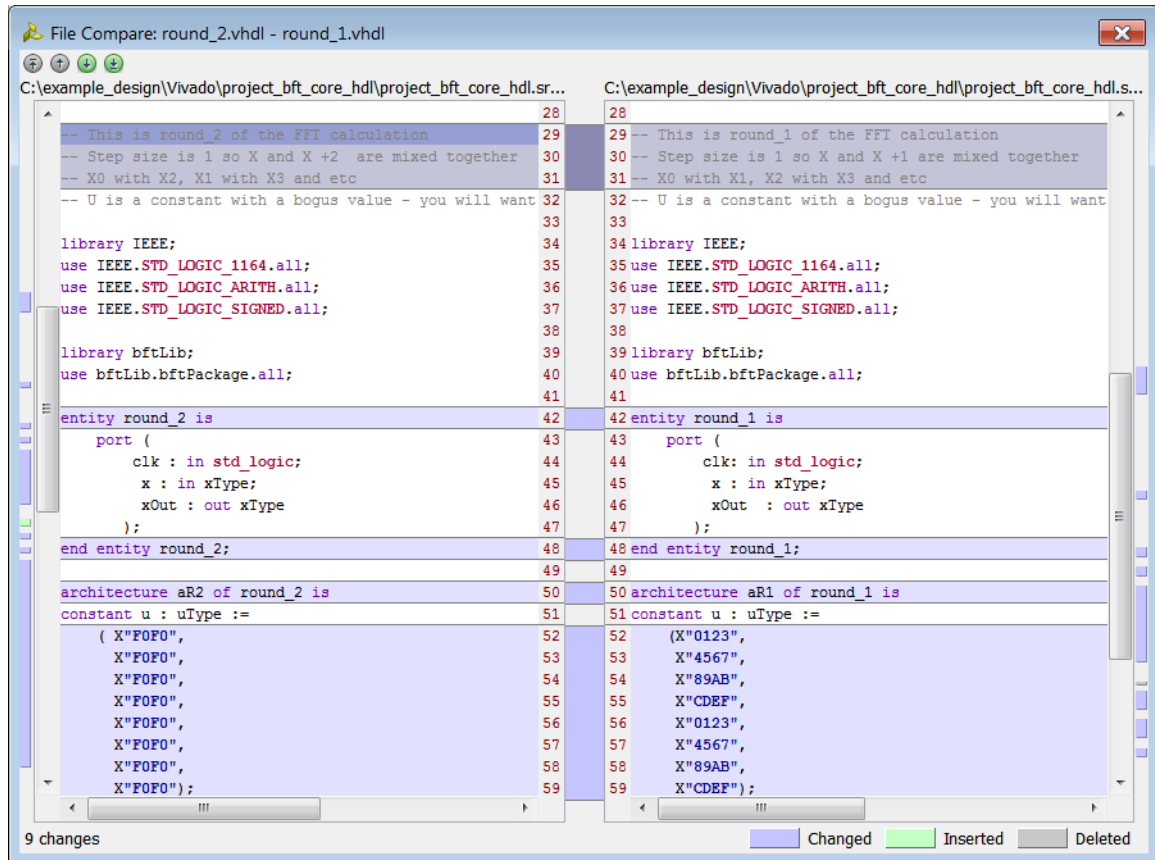 File Compare: round_2.vhdl - round_1.vhdl
C:\example_design\Vivado\project_bft_core_hdl\project_bft_core_hdl.sr...
28
-- This is round_2 of the FFT calculation 29
-- Step size is 1 so X and X +2  are mixed together 30
-- X0 with X2, X1 with X3 and etc 31
-- U is a constant with a bogus value - you will want 32
33
library IEEE; 34
use IEEE.STD_LOGIC_1164.all; 35
use IEEE.STD_LOGIC_ARITH.all; 36
use IEEE.STD_LOGIC_SIGNED.all; 37
38
library bftLib; 39
use bftLib.bftPackage.all; 40
41
entity round_2 is 42
port ( 43
clk : in std_logic; 44
x : in xType; 45
xOut : out xType 46
); 47
end entity round_2; 48
49
architecture aR2 of round_2 is 50
constant u : uType := 51
( X"F0F0", 52
X"F0F0", 53
X"F0F0", 54
X"F0F0", 55
X"F0F0", 56
X"F0F0", 57
X"F0F0", 58
X"F0F0"); 59
C:\example_design\Vivado\project_bft_core_hdl\project_bft_core_hdl.s...
28
29 -- This is round_1 of the FFT calculation
30 -- Step size is 1 so X and X +1 are mixed together
31 -- X0 with X1, X2 with X3 and etc
32 -- U is a constant with a bogus value - you will want
33
34 library IEEE;
35 use IEEE.STD_LOGIC_1164.all;
36 use IEEE.STD_LOGIC_ARITH.all;
37 use IEEE.STD_LOGIC_SIGNED.all;
38
39 library bftLib;
40 use bftLib.bftPackage.all;
41
42 entity round_1 is
43 port (
44 clk: in std_logic;
45 x : in xType;
46 xOut  : out xType
47 );
48 end entity round_1;
49
50 architecture aR1 of round_1 is
51 constant u : uType :=
52 (X"0123",
53 X"4567",
54 X"89AB",
55 X"CDEF",
56 X"0123",
57 X"4567",
58 X"89AB",
59 X"CDEF");
9 changes
Changed Inserted Deleted